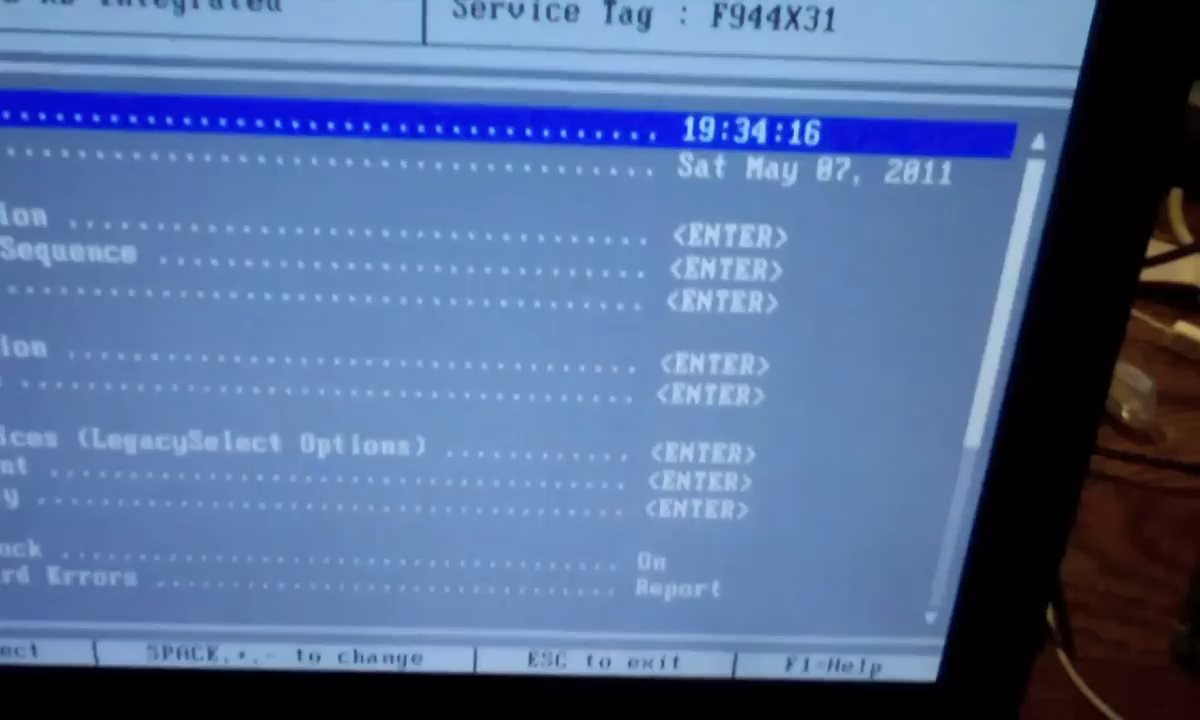 KB Integrated
Service Tag : F944X31
........................................ 19:34:16
........................................ Sat May 07, 2011
ion ........................................ <ENTER>
Sequence ........................................ <ENTER>
........................................ <ENTER>
ion ........................................ <ENTER>
........................................ <ENTER>
ices (LegacySelect Options) ............. <ENTER>
nt ........................................ <ENTER>
y ........................................ <ENTER>
ock ........................................ On
rd Errors ................................. Report
ect
SPACE,+,- to change
ESC to exit
F1=Help